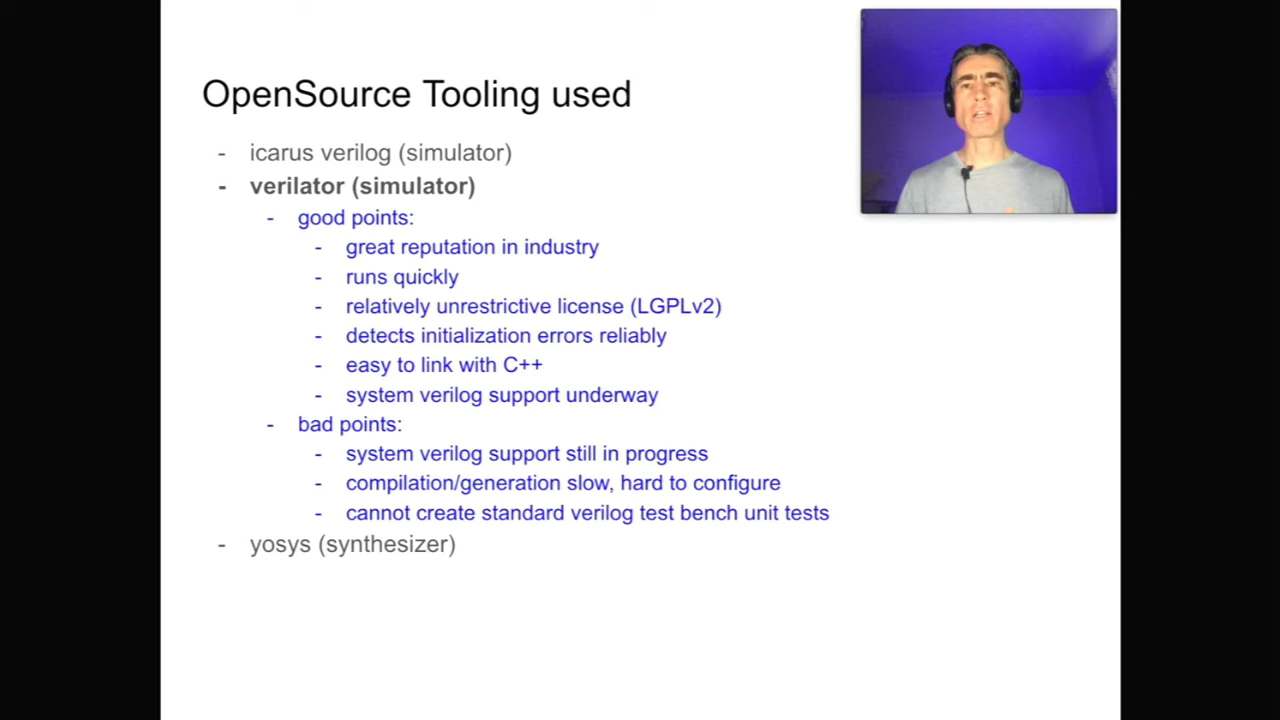 OpenSource Tooling used
- icarus verilog (simulator)
- verilator (simulator)
- good points:
- great reputation in industry
- runs quickly
- relatively unrestrictive license (LGPLv2)
- detects initialization errors reliably
- easy to link with C++
- system verilog support underway
- bad points:
- system verilog support still in progress
- compilation/generation slow, hard to configure
- cannot create standard verilog test bench unit tests
- yosys (synthesizer)